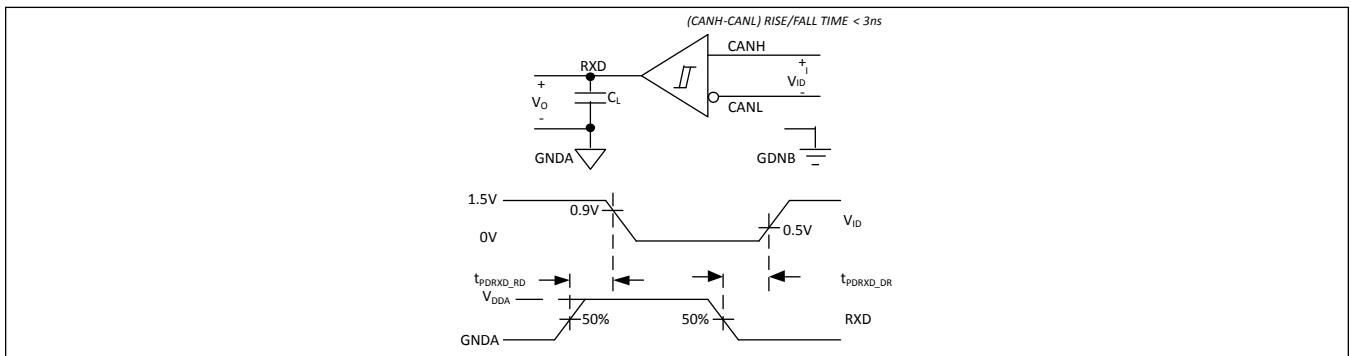 (CANH-CANL) RISE/FALL TIME < 3ns
CANH
RXD
+
I
VID
-
+
VO
-
CL
CANL
GNDA
GDNB
1.5V
0.9V
VID
0.5V
0V
tPDRXD_RD
tPDRXD_DR
VDDA
50%
50%
RXD
GNDA